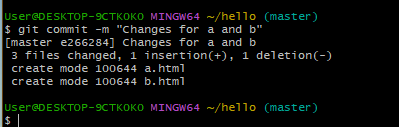 User@DESKTOP-9CTKOKO MINGW64 ~/hello (master)
$ git commit -m "Changes for a and b"
[master e266284] Changes for a and b
3 files changed, 1 insertion(+), 1 deletion(-)
create mode 100644 a.html
create mode 100644 b.html
User@DESKTOP-9CTKOKO MINGW64 ~/hello (master)
$